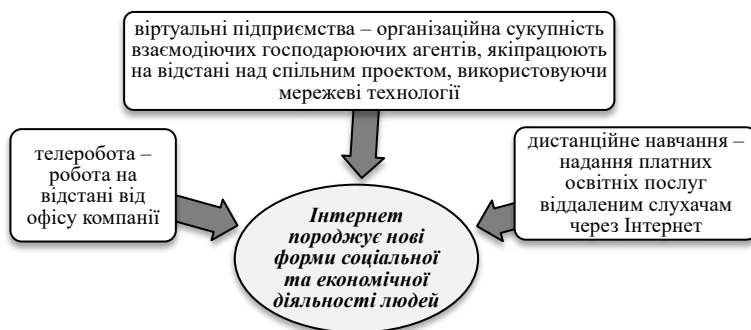 віртуальні підприємства – організаційна сукупність
взаємодіючих господарюючих агентів, якіпрацюють
на відстані над спільним проектом, використовуючи
мережеві технології
телеробота –
робота на
відстані від
офісу компанії
дистанційне навчання –
надання платних
освітніх послуг
віддаленим слухачам
через Інтернет
Інтернет
породжує нові
форми соціальної
та економічної
діяльності людей